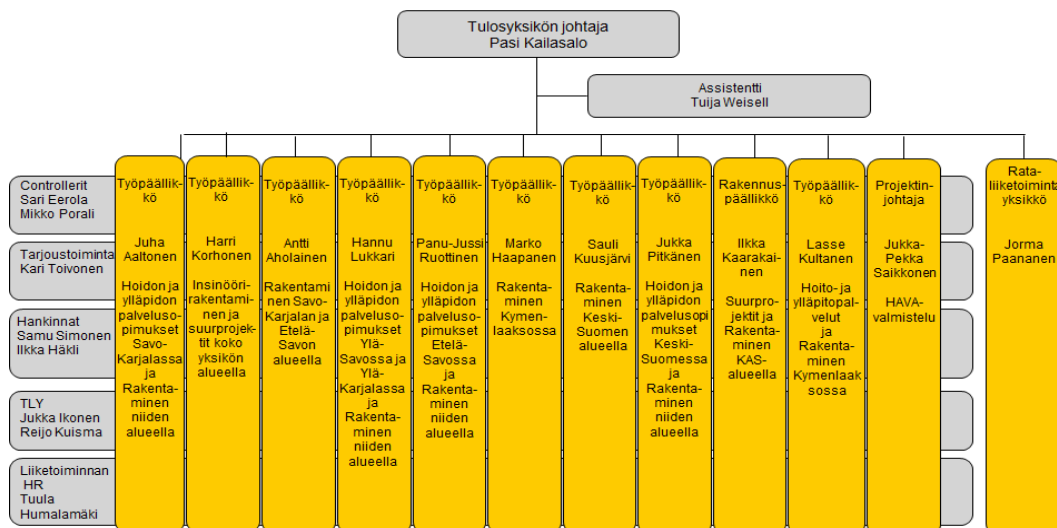 Tulosyksikön johtaja
Pasi Kailasalo
Assistentti
Tuija Weisell
Controllerit
Sari Eerola
Mikko Porali
Tarjoustoiminta
Kari Toivonen
Hankinnat
Samu Simonen
Ilkka Häkli
TLY
Jukka Ikonen
Reijo Kuisma
Liiketoiminnan
HR
Tuula
Humalamäki
Työpäällik-
kö
Juha
Aaltonen
Hoidon ja
ylläpidon
palveluso-
pimukset
Savo-
Karjalassa
ja
Rakenta-
minen
niiden
alueella
Työpäällik-
kö
Harri
Korhonen
Insinööri-
rakentami-
nen ja
suurprojek-
tit koko
yksikön
alueella
Työpäällik-
kö
Antti
Aholainen
Rakentami
nen Savo-
Karjalan ja
Etelä-
Savon
alueella
Työpäällik-
kö
Hannu
Lukkari
Hoidon ja
ylläpidon
palveluso-
pimukset
Ylä-
Savossa ja
Ylä-
Karjalassa
ja
Rakenta-
minen
niiden
alueella
Työpäällik-
kö
Panu-Jussi
Ruottinen
Hoidon ja
ylläpidon
palveluso-
pimukset
Etelä-
Savossa ja
Rakenta-
minen
niiden
alueella
Työpäällik-
kö
Marko
Haapanen
Rakenta-
minen
Kymen-
laaksossa
Työpäällik-
kö
Sauli
Kuusjärvi
Rakenta-
minen
Keski-
Suomen
alueella
Työpäällik-
kö
Jukka
Pitkänen
Hoidon ja
ylläpidon
palvelusopi
mukset
Keski-
Suomessa
ja
Rakenta-
minen
niiden
alueella
Rakennus-
päällikkö
Ilkka
Kaarakai-
nen
Suurpro-
jektit ja
Rakenta-
minen
KAS-
alueella
Työpäällik-
kö
Lasse
Kultanen
Hoito- ja
ylläpitopal-
velut
ja
Rakenta-
minen
Kymenlaak
sossa
Projektin-
johtaja
Jukka-
Pekka
Saikkonen
HAVA-
valmistelu
Rata-
liiketoiminta
yksikkö
Jorma
Paananen